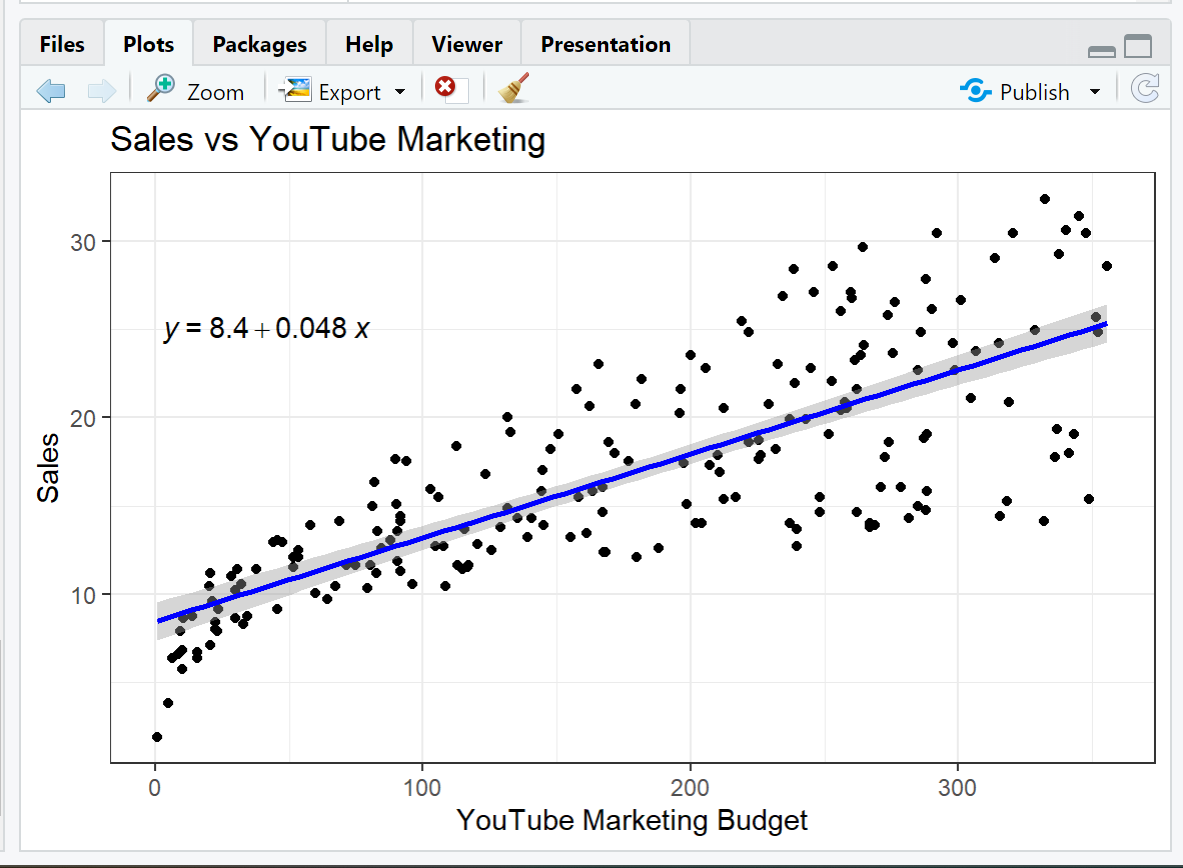 Files Plots Packages Help Viewer Presentation
Zoom Export Publish
Sales vs YouTube Marketing
30
y = 8.4 + 0.048 x
20
Sales
10
0 100 200 300
YouTube Marketing Budget